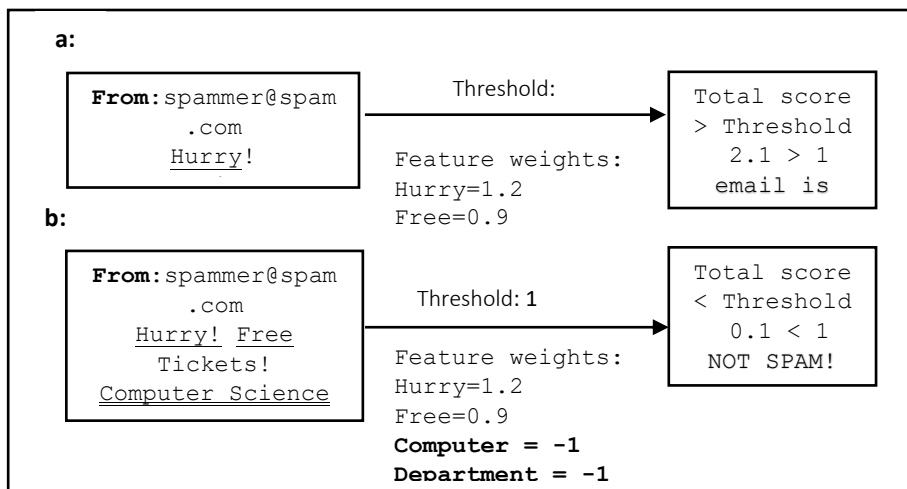 a:
From:spammer@spam
.com
Hurry!
Threshold:
Feature weights:
Hurry=1.2
Free=0.9
Total score
> Threshold
2.1 > 1
email is
b:
From:spammer@spam
.com
Hurry! Free
Tickets!
Computer Science
Threshold: 1
Feature weights:
Hurry=1.2
Free=0.9
Computer = -1
Department = -1
Total score
< Threshold
0.1 < 1
NOT SPAM!